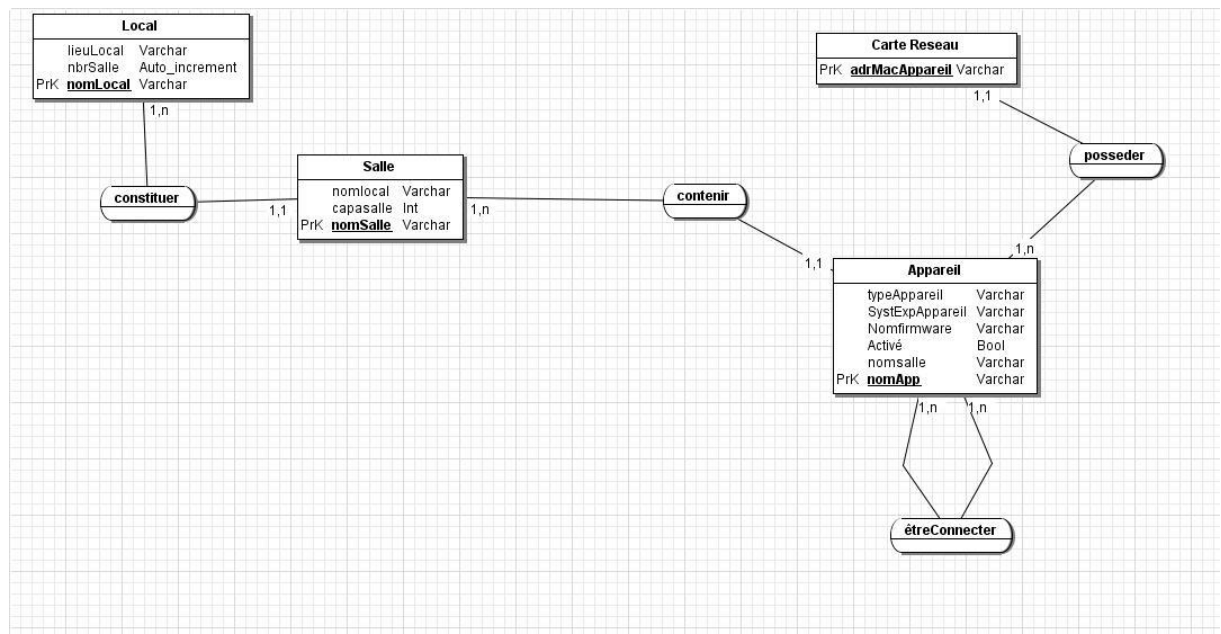 Local
lieuLocal Varchar
nbrSalle Auto_increment
PrK nomLocal Varchar
1,n
constituer
1,1
Salle
nomlocal Varchar
capasalle Int
PrK nomSalle Varchar
1,n
contenir
1,1
Carte Reseau
PrK adrMacAppareil Varchar
1,1
posseder
1,n
Appareil
typeAppareil Varchar
SystExpAppareil Varchar
Nomfirmware Varchar
Activé Bool
nomsalle Varchar
PrK nomApp Varchar
1,n
1,n
étreConnecter